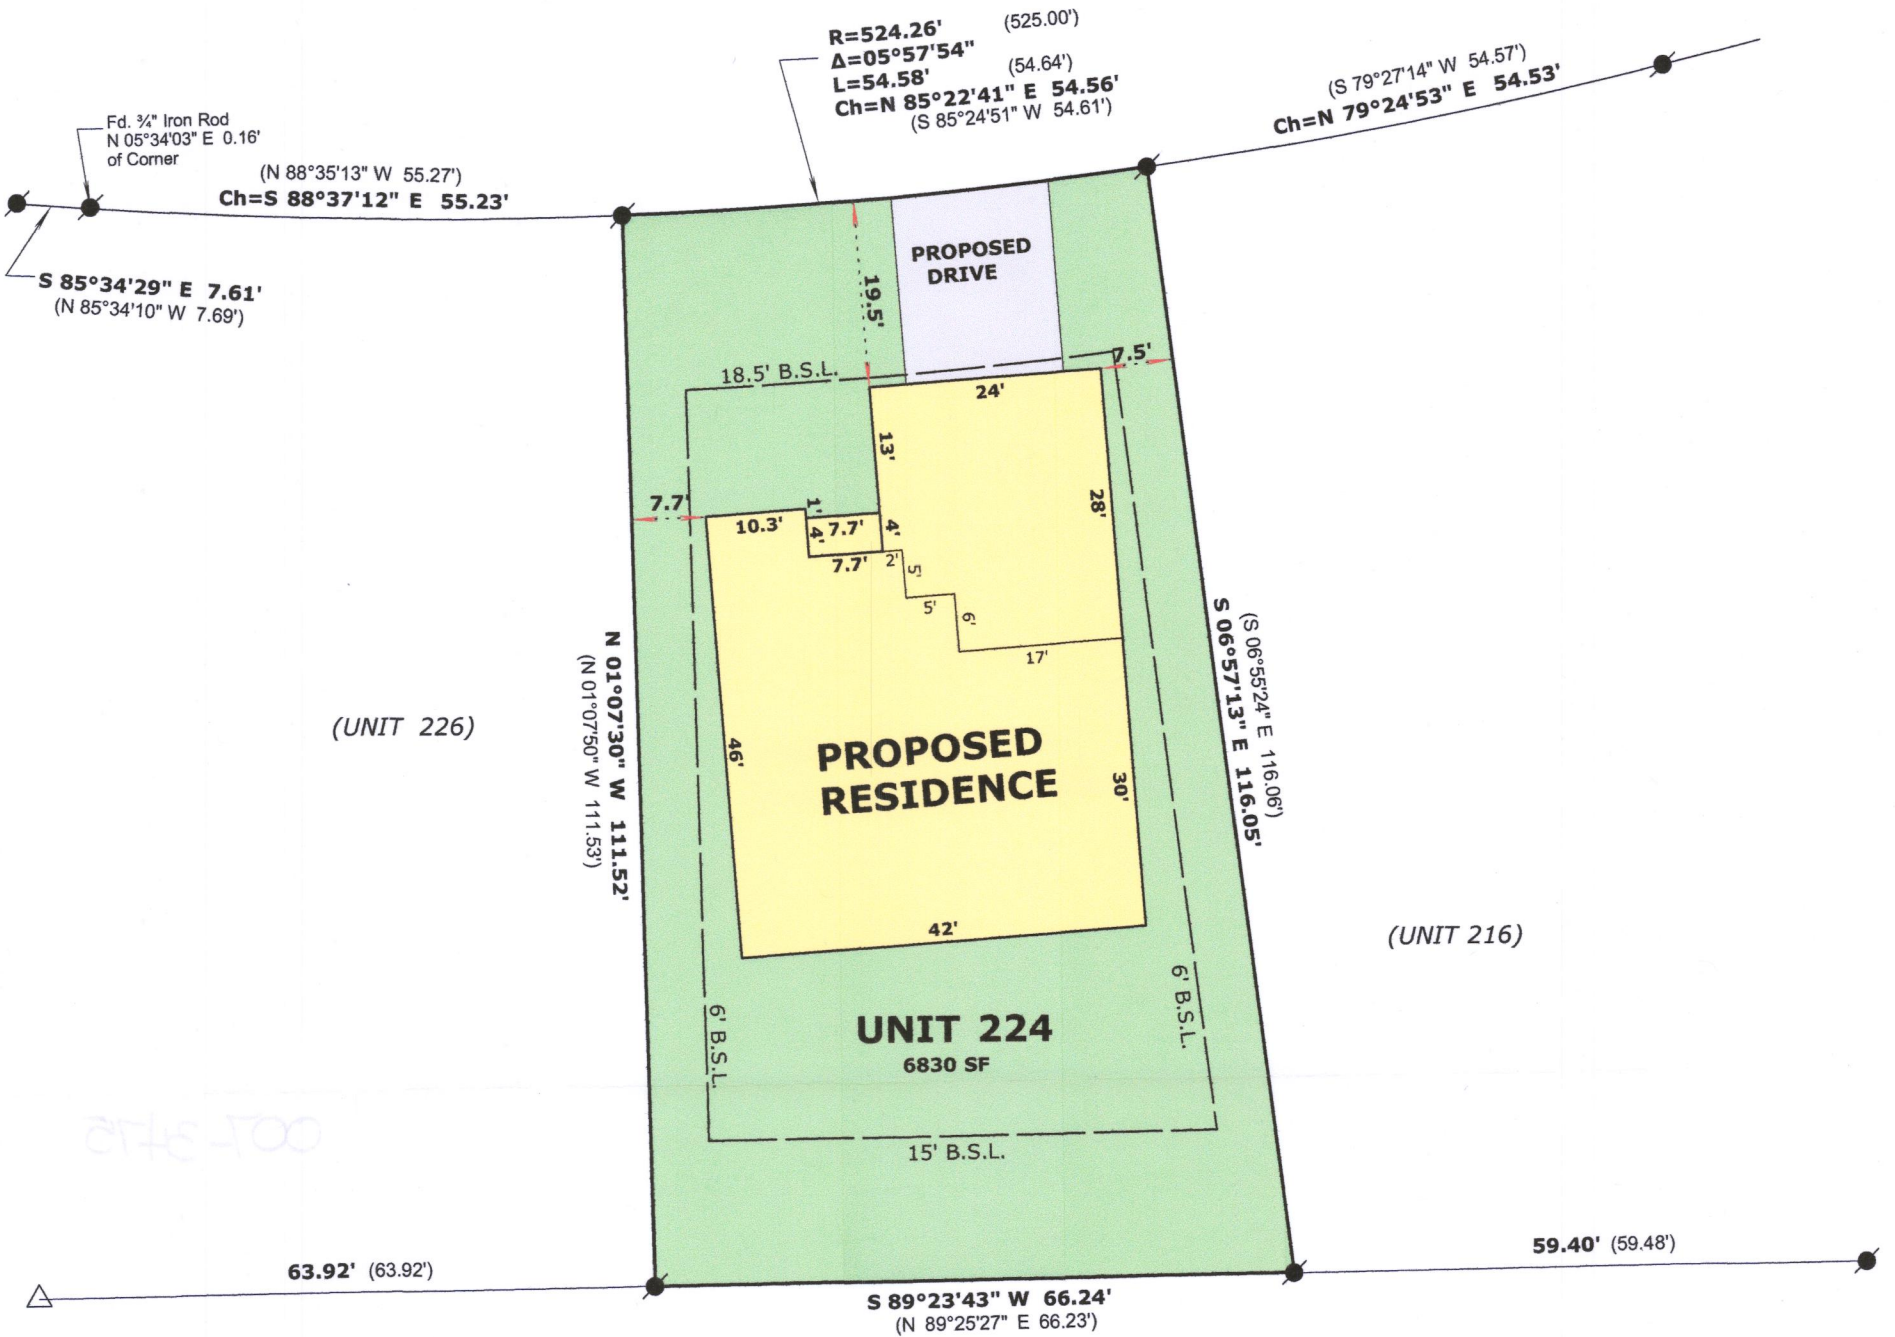 R=524.26' (525.00')
Δ=05°57'54"
L=54.58' (54.64')
Ch=N 85°22'41" E 54.56'
(S 85°24'51" W 54.61')
(S 79°27'14" W 54.57')
Ch=N 79°24'53" E 54.53'
Fd. ¾" Iron Rod
N 05°34'03" E 0.16'
of Corner
(N 88°35'13" W 55.27')
Ch=S 88°37'12" E 55.23'
S 85°34'29" E 7.61'
(N 85°34'10" W 7.69')
PROPOSED
DRIVE
19.5'
18.5' B.S.L.
7.5'
24'
13'
28'
7.7'
10.3'
1'
4'
7.7'
4'
7.7'
2'
5'
5'
6'
17'
N 01°07'30" W 111.52'
(N 01°07'50" W 111.53')
(S 06°55'24" E 116.06')
S 06°57'13" E 116.05'
(UNIT 226)
46'
PROPOSED
RESIDENCE
30'
42'
(UNIT 216)
6' B.S.L.
6' B.S.L.
UNIT 224
6830 SF
007-3475
15' B.S.L.
63.92' (63.92')
59.40' (59.48')
S 89°23'43" W 66.24'
(N 89°25'27" E 66.23')